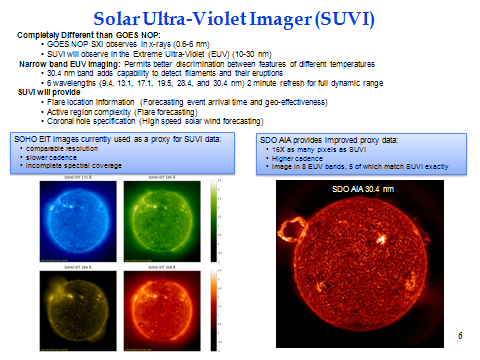 Solar Ultra-Violet Imager (SUVI)
Completely Different than GOES NOP:
• GOES NOP SXI observes in x-rays (0.6-6 nm)
• SUVI will observe in the Extreme Ultra-Violet (EUV) (10-30 nm)
Narrow band EUV imaging: Permits better discrimination between features of different temperatures
• 30.4 nm band adds capability to detect filaments and their eruptions
• 6 wavelengths (9.4, 13.1, 17.1, 19.5, 28.4, and 30.4 nm) 2 minute refresh for full dynamic range
SUVI will provide
• Flare location information (Forecasting event arrival time and geo-effectiveness)
• Active region complexity (Flare forecasting)
• Coronal hole specification (High speed solar wind forecasting)
SOHO EIT images currently used as a proxy for SUVI data:
• comparable resolution
• slower cadence
• incomplete spectral coverage
SDO AIA provides improved proxy data:
• 16X as many pixels as SUVI
• Higher cadence
• Image in 8 EUV bands, 5 of which match SUVI exactly
SOHO EIT 171 Å
SOHO EIT 195 Å
SOHO EIT 284 Å
SOHO EIT 304 Å
SDO AIA 30.4 nm
6